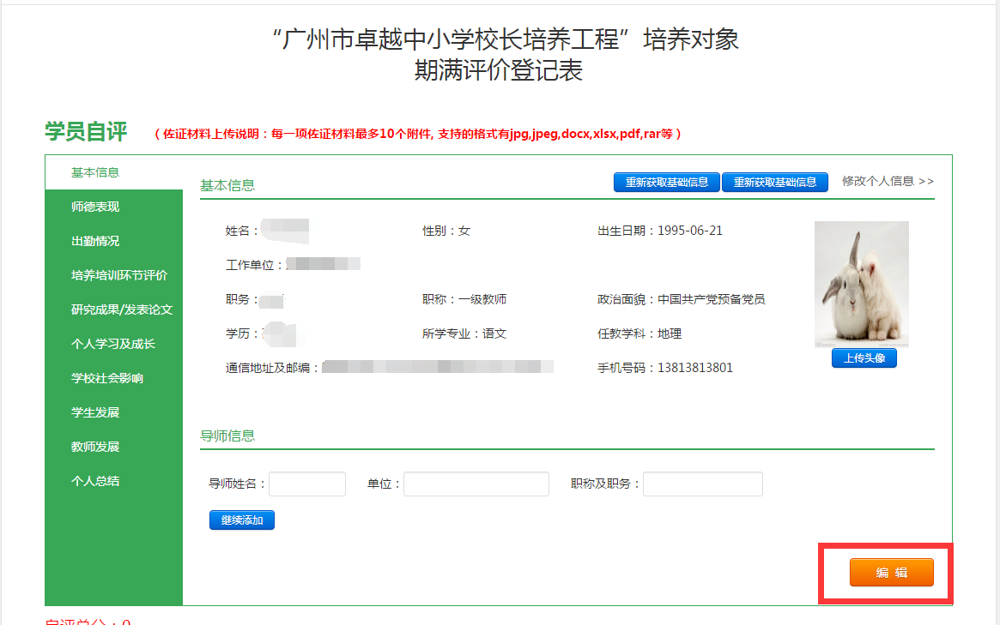 “广州市卓越中小学校长培养工程”培养对象
期满评价登记表
学员自评 （ 佐证材料上传说明：每一项佐证材料最多10个附件, 支持的格式有jpg,jpeg,docx,xlsx,pdf,rar等 ）
基本信息
师德表现
出勤情况
培养培训环节评价
研究成果/发表论文
个人学习及成长
学校社会影响
学生发展
教师发展
个人总结
基本信息 重新获取基础信息 重新获取基础信息 修改个人信息 >>
姓名： 性别：女 出生日期：1995-06-21
工作单位：
职务： 职称：一级教师 政治面貌：中国共产党预备党员
学历： 所学专业：语文 任教学科：地理
上传头像
通信地址及邮编： 手机号码：13813813801
导师信息
导师姓名： 单位： 职称及职务：
继续添加
编 辑
自评总分：0